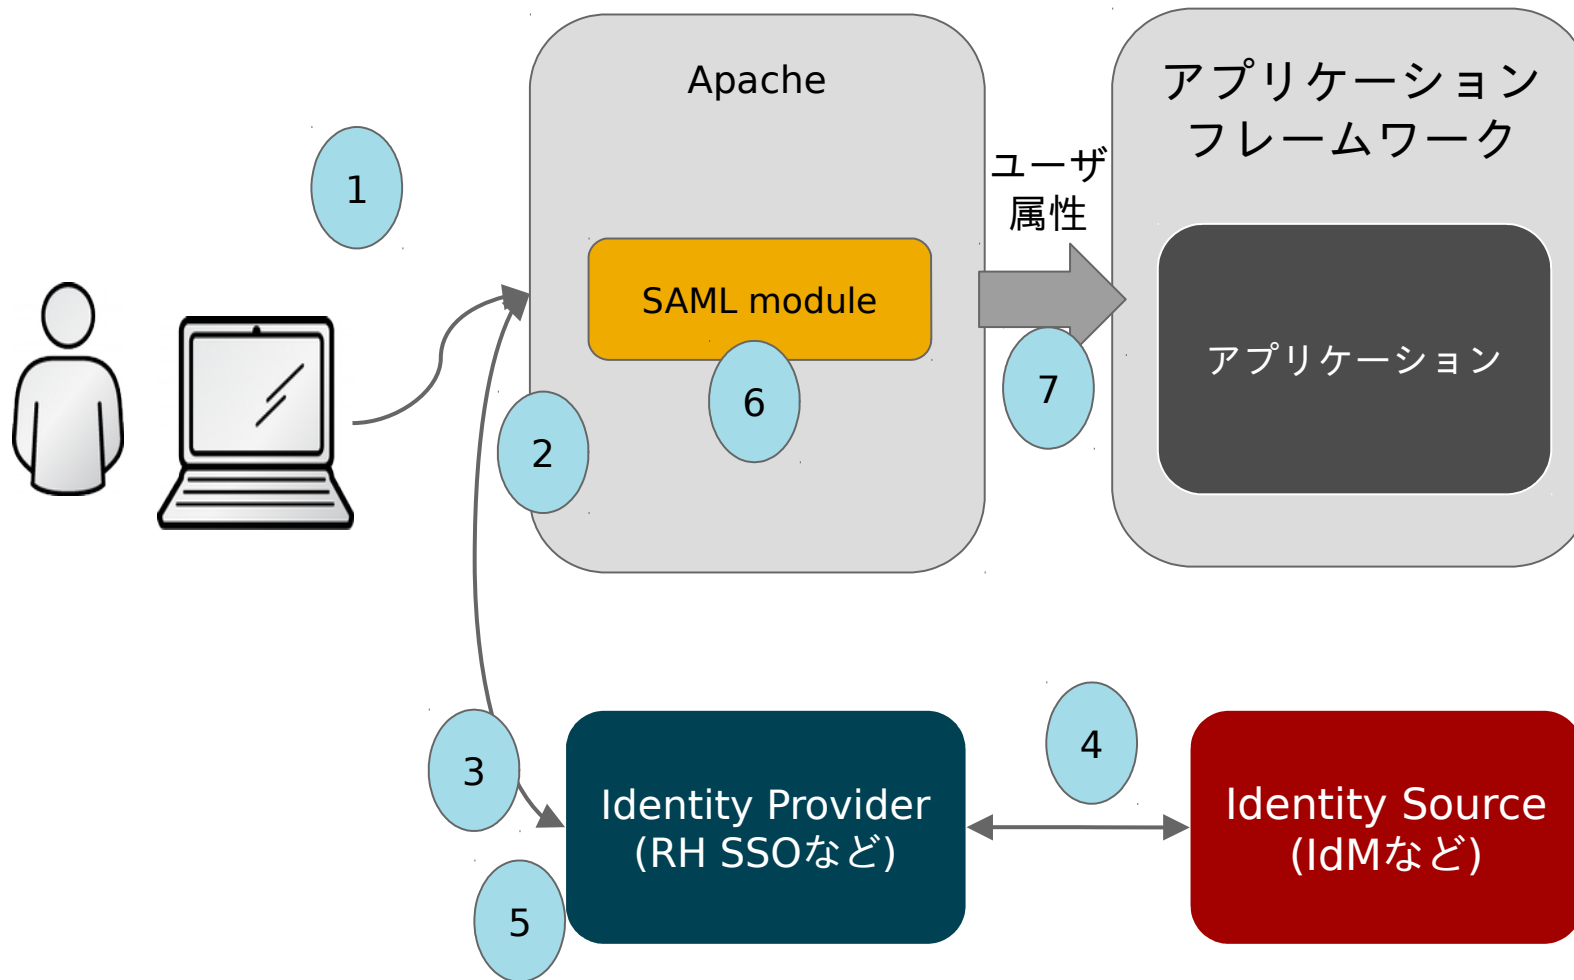 Apache
アプリケーション
フレームワーク
1
ユーザ
属性
SAML module
アプリケーション
2
6
7
3
4
Identity Provider
(RH SSOなど)
Identity Source
(IdMなど)
5